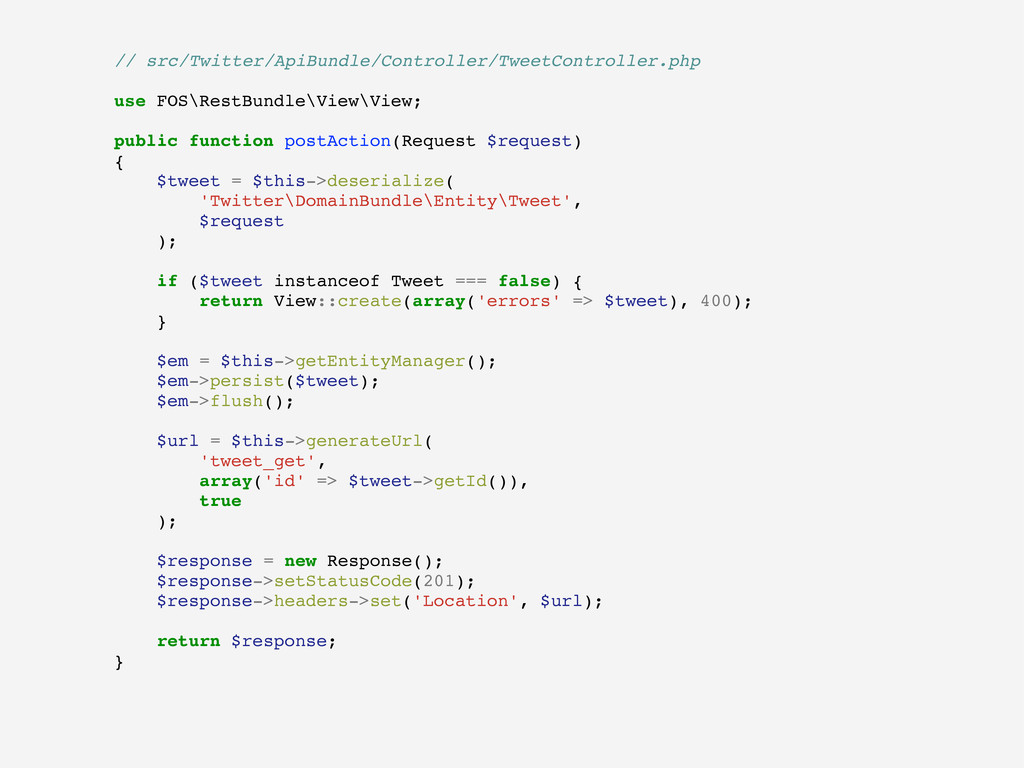 // src/Twitter/ApiBundle/Controller/TweetController.php
use FOS\RestBundle\View\View;
public function postAction(Request $request)
{
    $tweet = $this->deserialize(
        'Twitter\DomainBundle\Entity\Tweet',
        $request
    );
    if ($tweet instanceof Tweet === false) {
        return View::create(array('errors' => $tweet), 400);
    }
    $em = $this->getEntityManager();
    $em->persist($tweet);
    $em->flush();
    $url = $this->generateUrl(
        'tweet_get',
        array('id' => $tweet->getId()),
        true
    );
    $response = new Response();
    $response->setStatusCode(201);
    $response->headers->set('Location', $url);
    return $response;
}